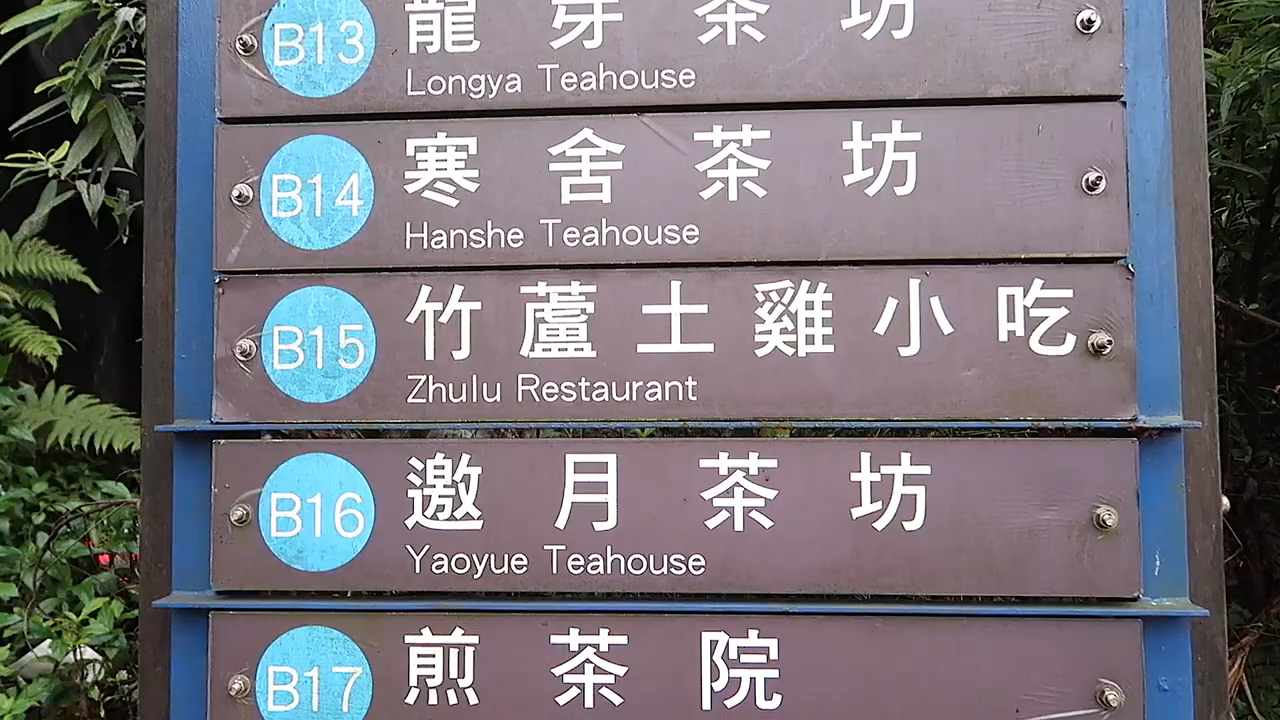 B13 龍芽茶坊
Longya Teahouse
B14 寒舍茶坊
Hanshe Teahouse
B15 竹蘆土雞小吃
Zhulu Restaurant
B16 邀月茶坊
Yaoyue Teahouse
B17 煎茶院